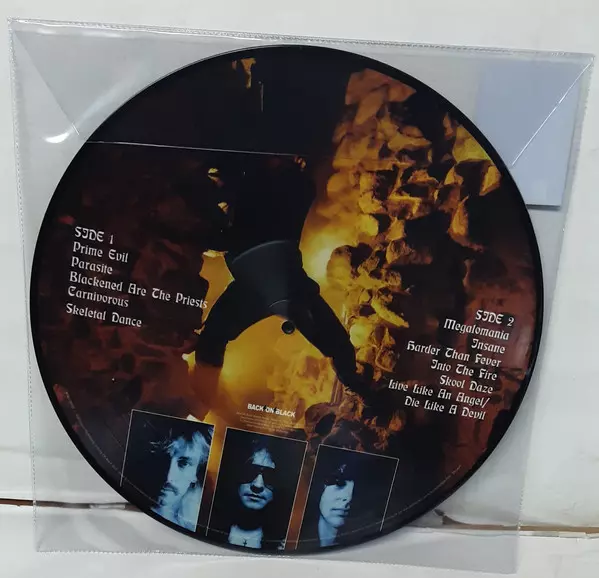 SIDE 1
Prime Evil
Parasite
Blackened Are The Priests
Carnivorous
Skeletal Dance
SIDE 2
Megalomania
Insane
Harder Than Fever
Into The Fire
Skool Daze
Live Like An Angel/
Die Like A Devil
BACK ON BLACK